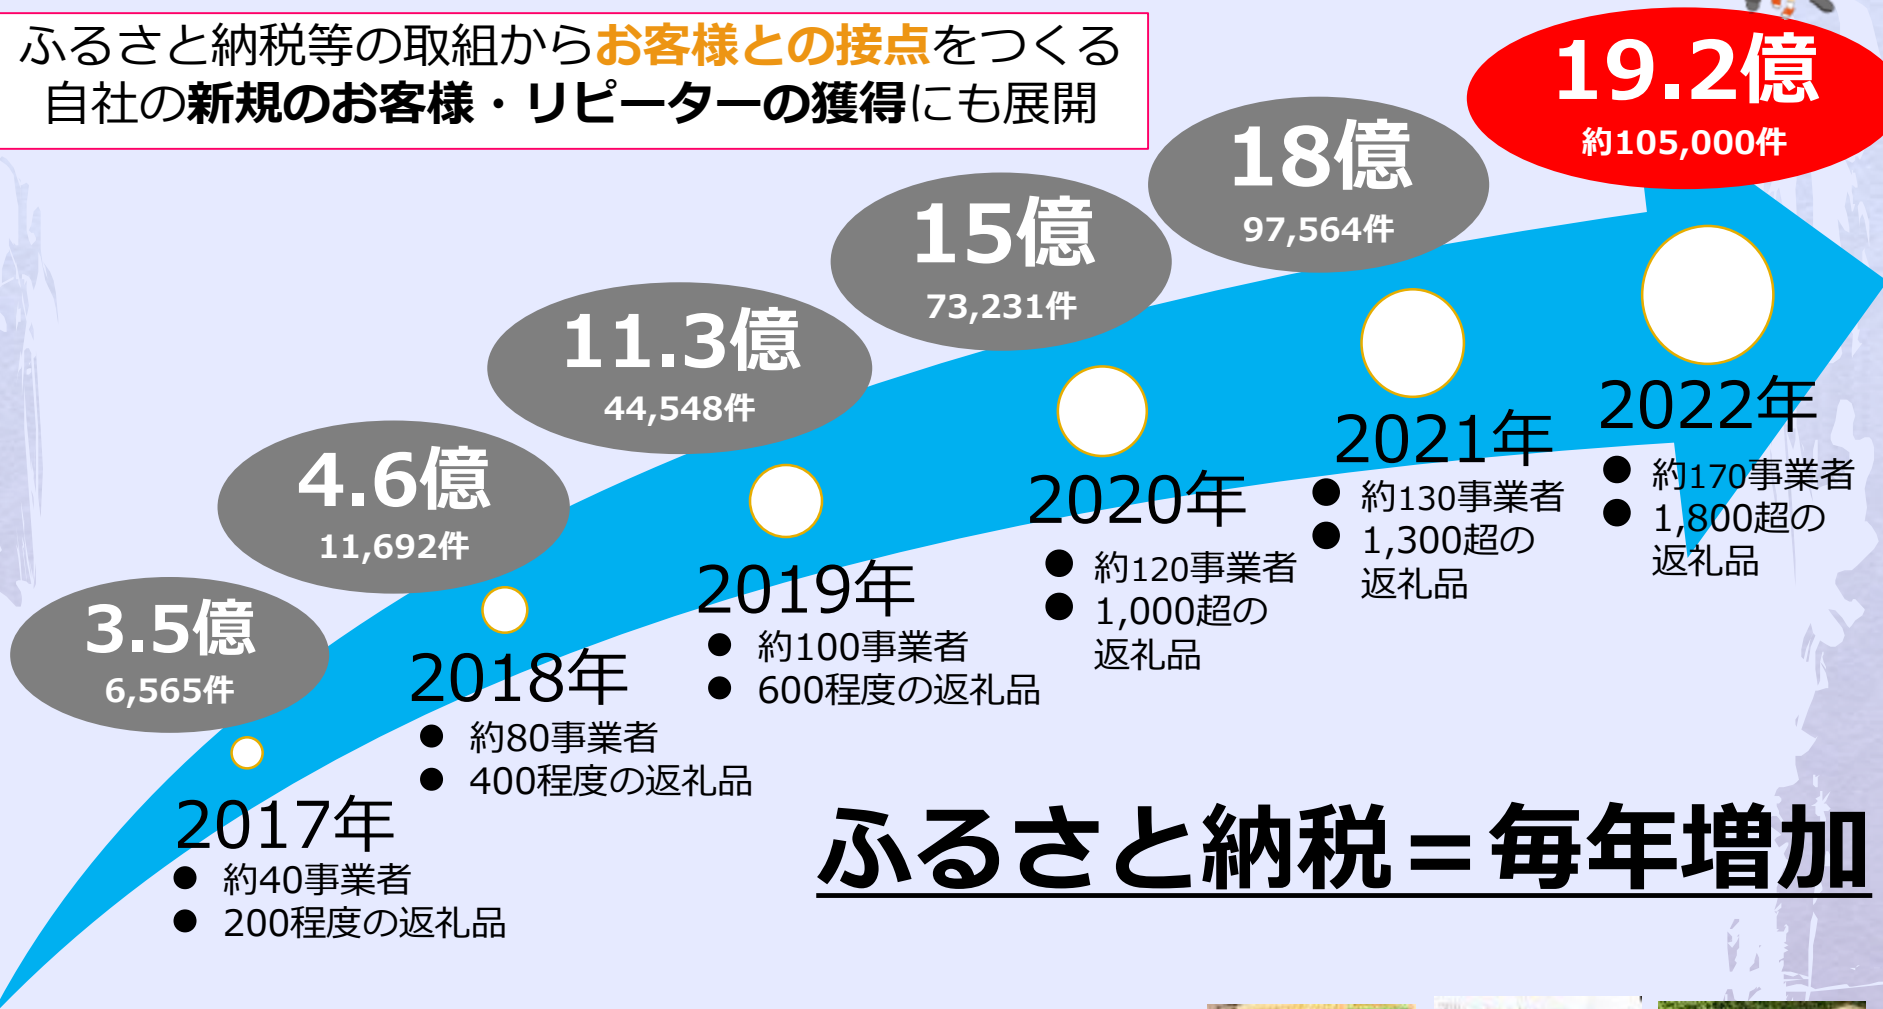 ふるさと納税等の取組からお客様との接点をつくる
自社の新規のお客様・リピーターの獲得にも展開
3.5億
6,565件
2017年
● 約40事業者
● 200程度の返礼品
4.6億
11,692件
2018年
● 約80事業者
● 400程度の返礼品
11.3億
44,548件
2019年
● 約100事業者
● 600程度の返礼品
15億
73,231件
2020年
● 約120事業者
● 1,000超の
返礼品
18億
97,564件
2021年
● 約130事業者
● 1,300超の
返礼品
19.2億
約105,000件
2022年
● 約170事業者
● 1,800超の
返礼品
ふるさと納税＝毎年増加